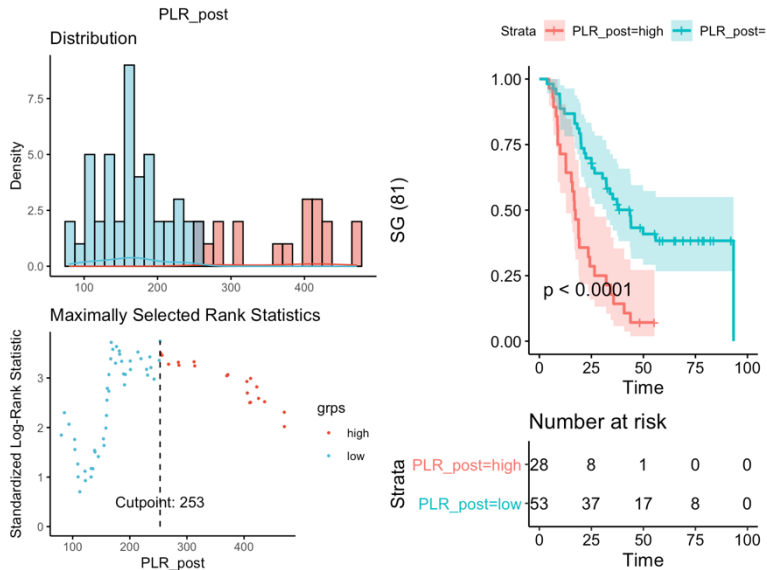 PLR_post
Distribution
Density
7.5
5.0
2.5
0.0
100 200 300 400
Maximally Selected Rank Statistics
Standardized Log-Rank Statistic
3
2
1
0
Cutpoint: 253
100 200 300 400
PLR_post
grps
high
low
Strata PLR_post=high PLR_post=
SG (81)
1.00
0.75
0.50
0.25
0.00
p < 0.0001
0 25 50 75 100
Time
Number at risk
Strata
PLR_post=high 28 8 1 0 0
PLR_post=low 53 37 17 8 0
0 25 50 75 100
Time